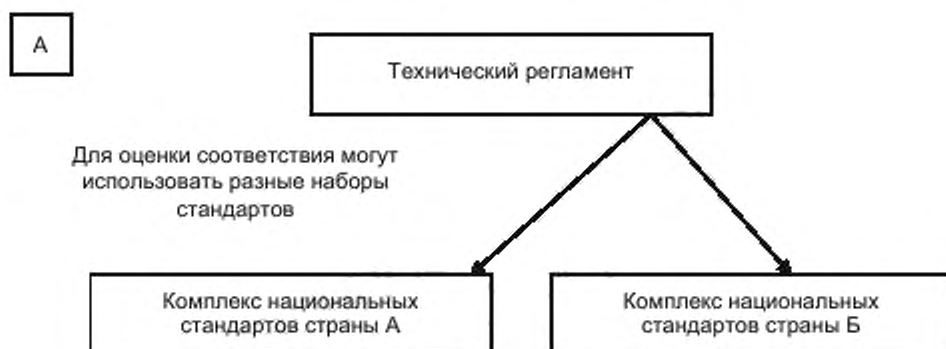 А
Технический регламент
Для оценки соответствия могут
использовать разные наборы
стандартов
Комплекс национальных
стандартов страны А
Комплекс национальных
стандартов страны Б